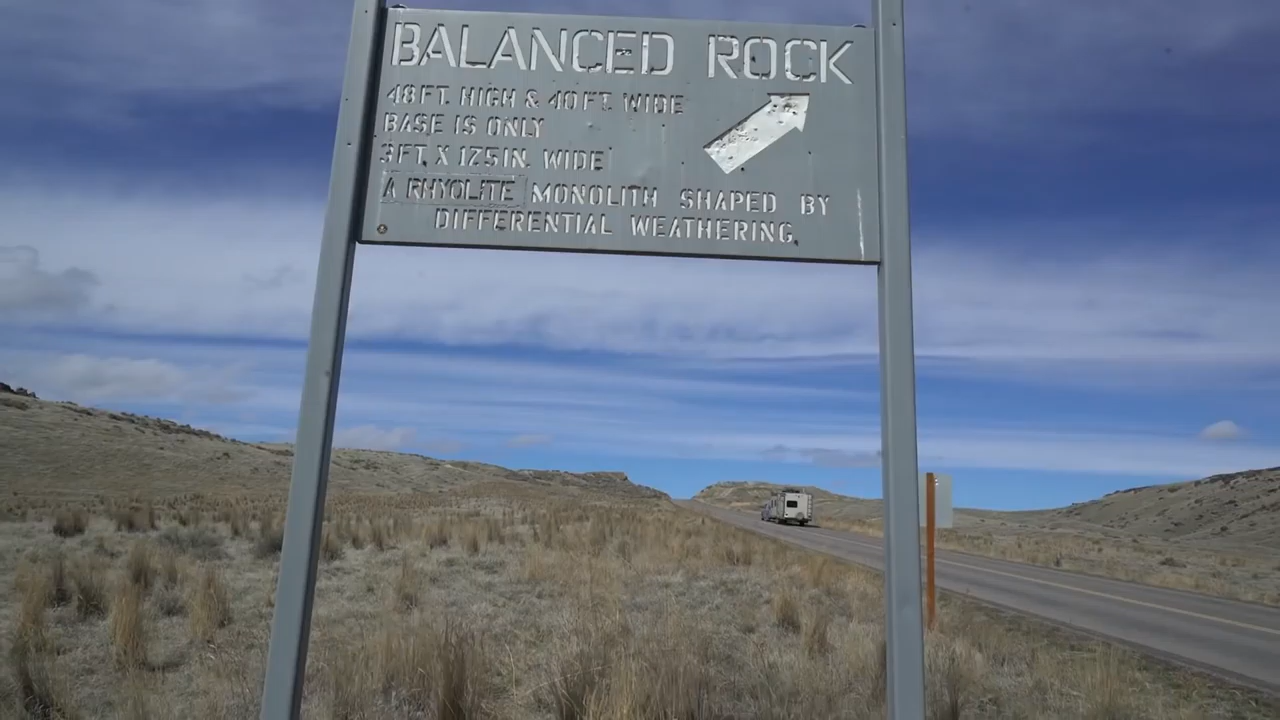 BALANCED ROCK
48 FT. HIGH & 40 FT. WIDE
BASE IS ONLY
3 FT. X 17.5 IN. WIDE
A RHYOLITE MONOLITH SHAPED BY
DIFFERENTIAL WEATHERING.